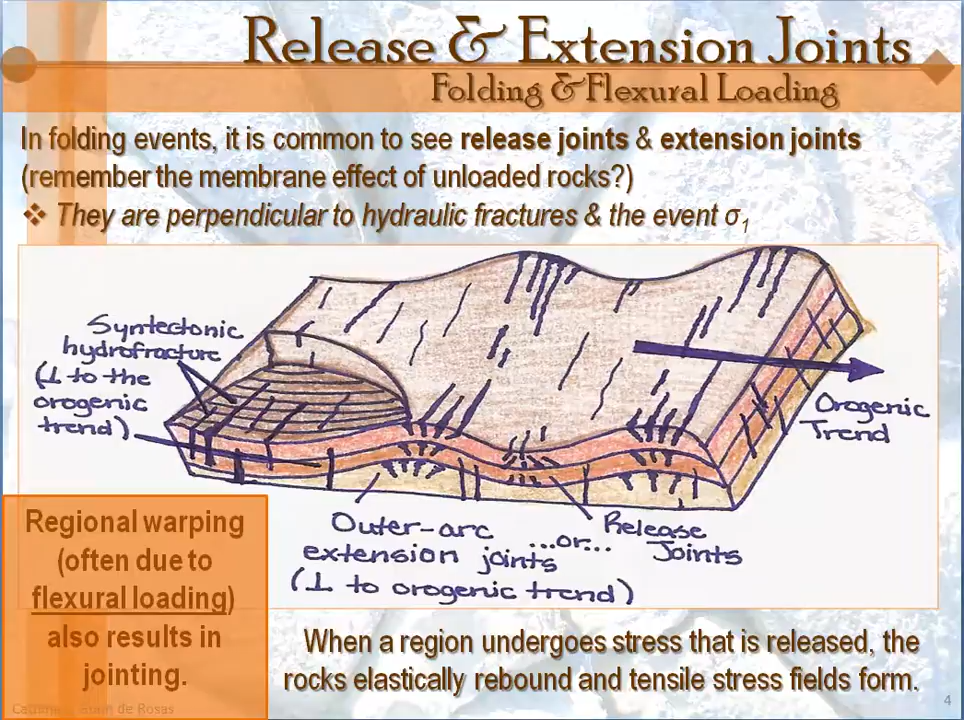 Release & Extension Joints
Folding & Flexural Loading
In folding events, it is common to see release joints & extension joints
(remember the membrane effect of unloaded rocks?)
❖ They are perpendicular to hydraulic fractures & the event σ1
Syntectonic
hydrofracture
(⊥ to the
orogenic
trend)
Orogenic
Trend
Outer-arc
extension joints
(⊥ to orogenic trend)
...or...
Release
Joints
Regional warping
(often due to
flexural loading)
also results in
jointing.
When a region undergoes stress that is released, the
rocks elastically rebound and tensile stress fields form.
de Rosas
4